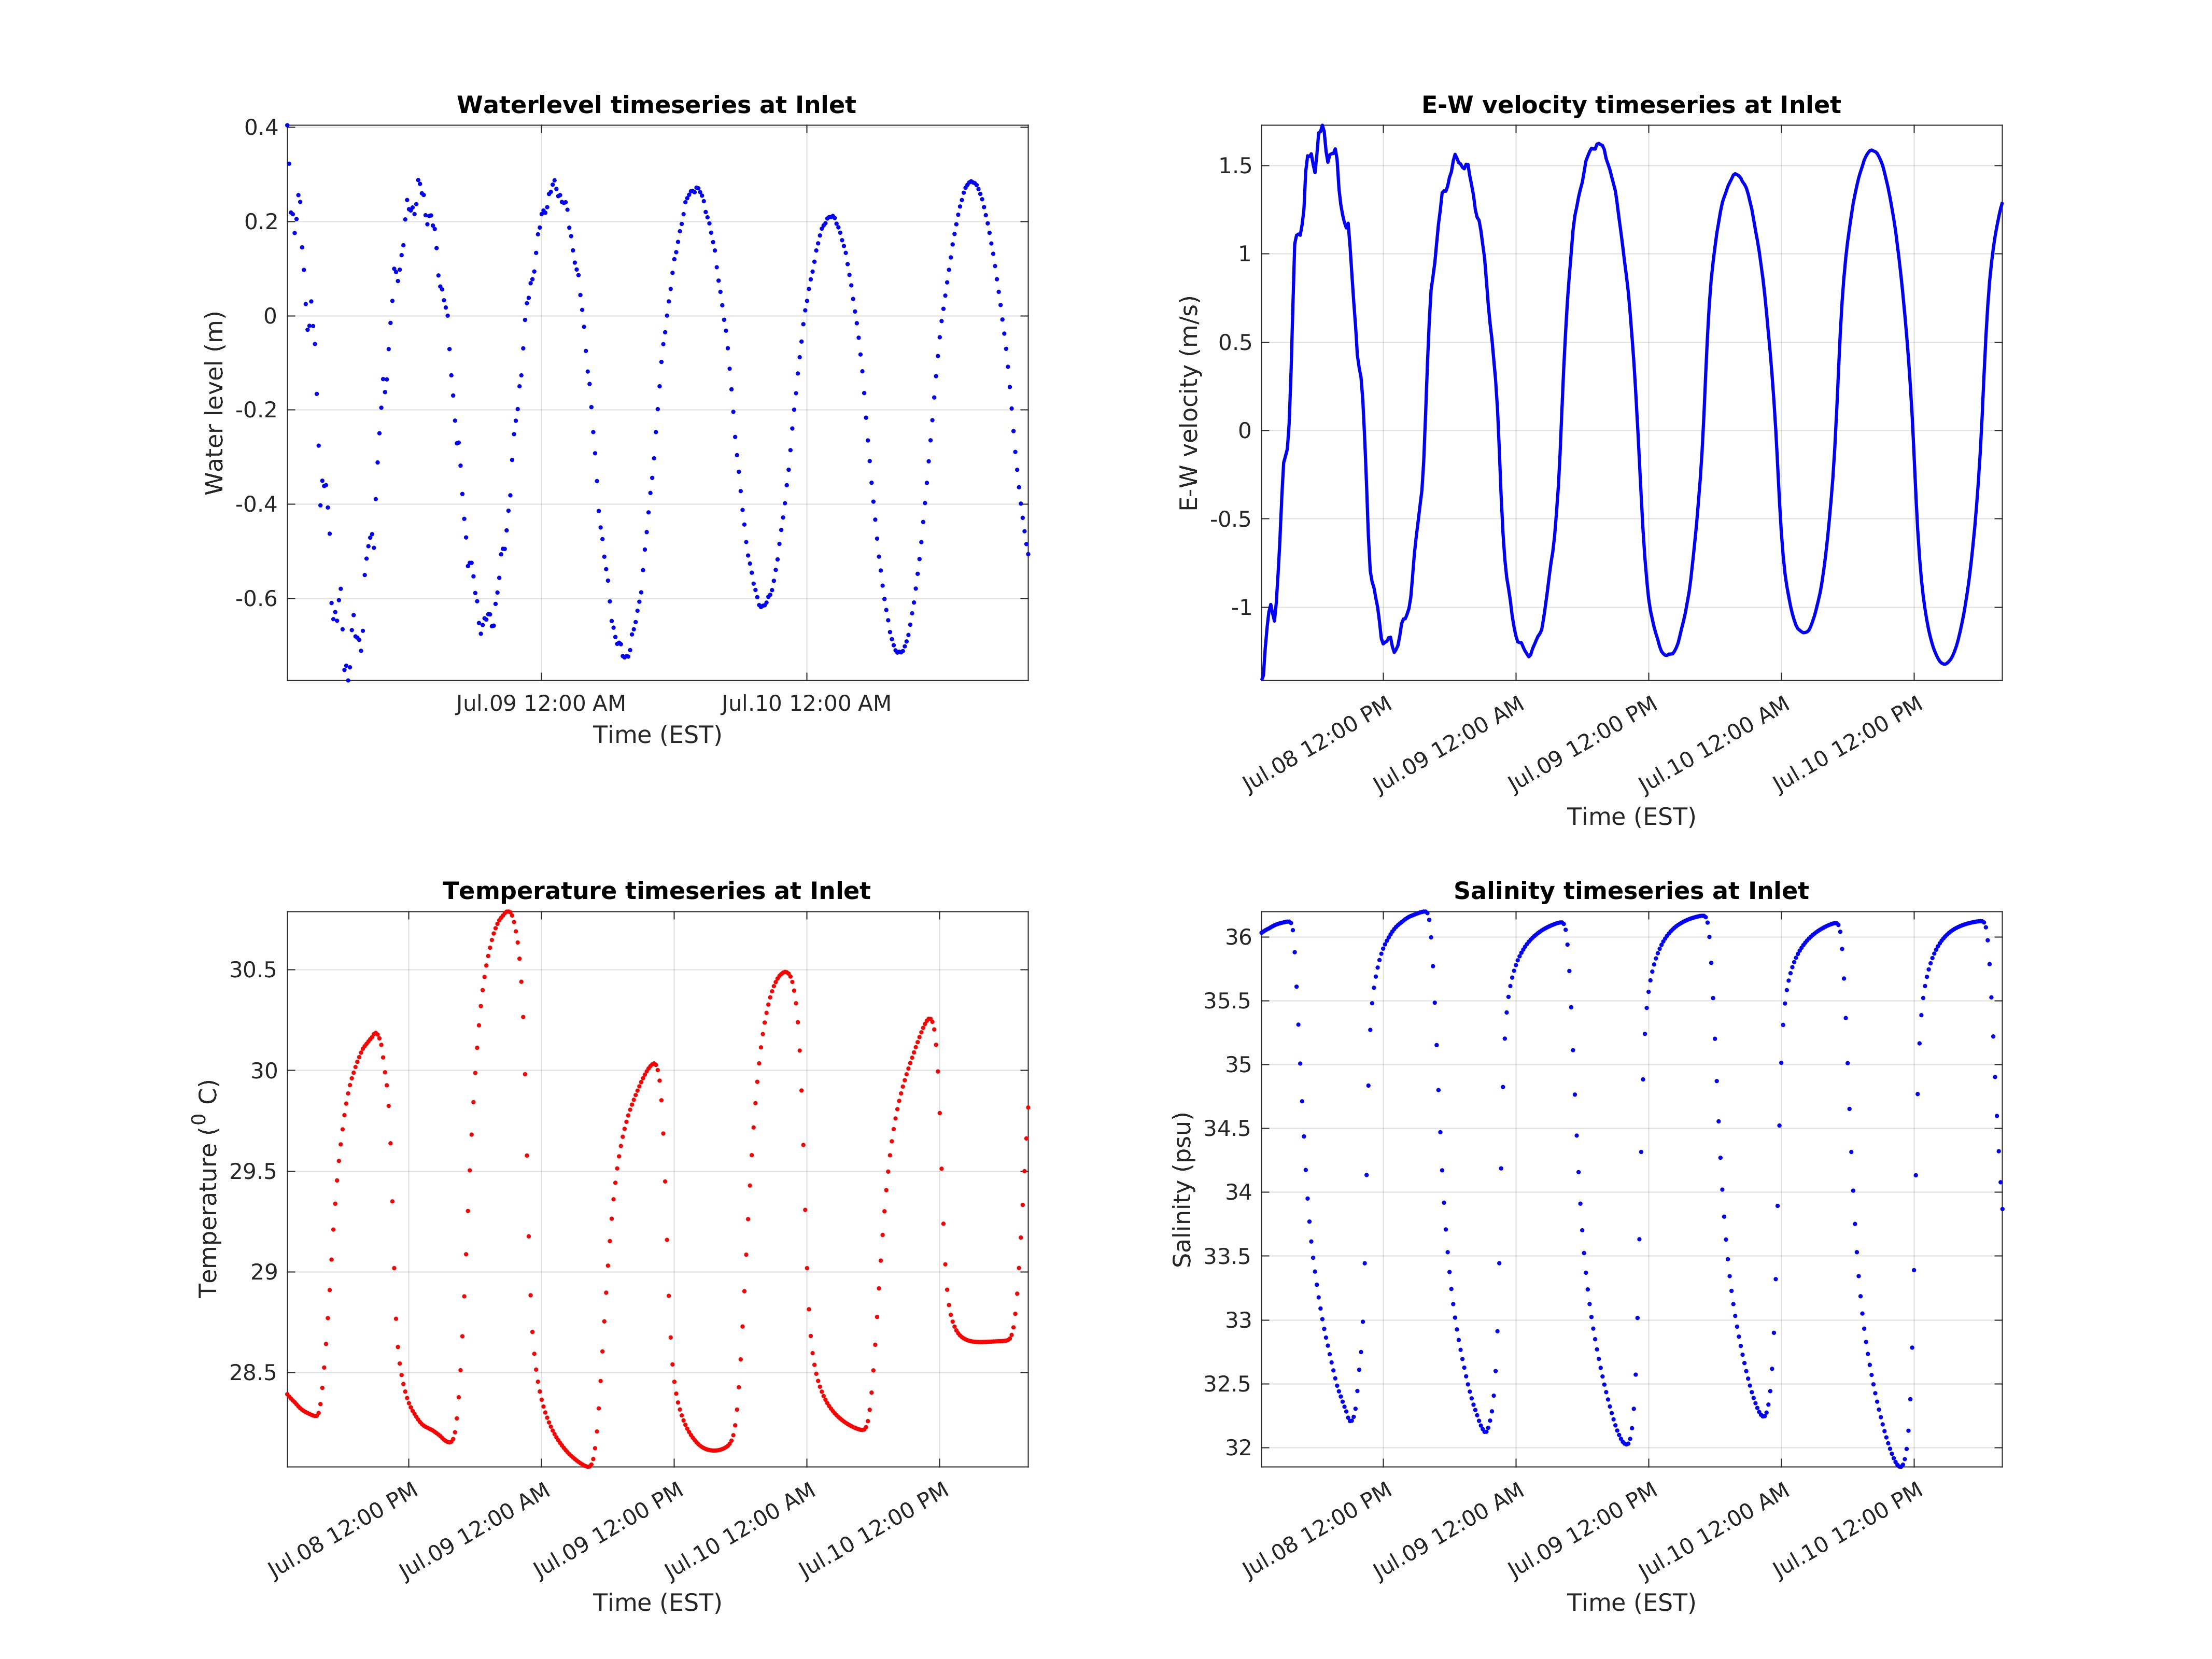 Waterlevel timeseries at Inlet
0.4
0.2
0
-0.2
-0.4
-0.6
Water level (m)
Jul.09 12:00 AM
Jul.10 12:00 AM
Time (EST)
E-W velocity timeseries at Inlet
1.5
1
0.5
0
-0.5
-1
E-W velocity (m/s)
Jul.08 12:00 PM
Jul.09 12:00 AM
Jul.09 12:00 PM
Jul.10 12:00 AM
Jul.10 12:00 PM
Time (EST)
Temperature timeseries at Inlet
30.5
30
29.5
29
28.5
Temperature (⁰ C)
Jul.08 12:00 PM
Jul.09 12:00 AM
Jul.09 12:00 PM
Jul.10 12:00 AM
Jul.10 12:00 PM
Time (EST)
Salinity timeseries at Inlet
36
35.5
35
34.5
34
33.5
33
32.5
32
Salinity (psu)
Jul.08 12:00 PM
Jul.09 12:00 AM
Jul.09 12:00 PM
Jul.10 12:00 AM
Jul.10 12:00 PM
Time (EST)